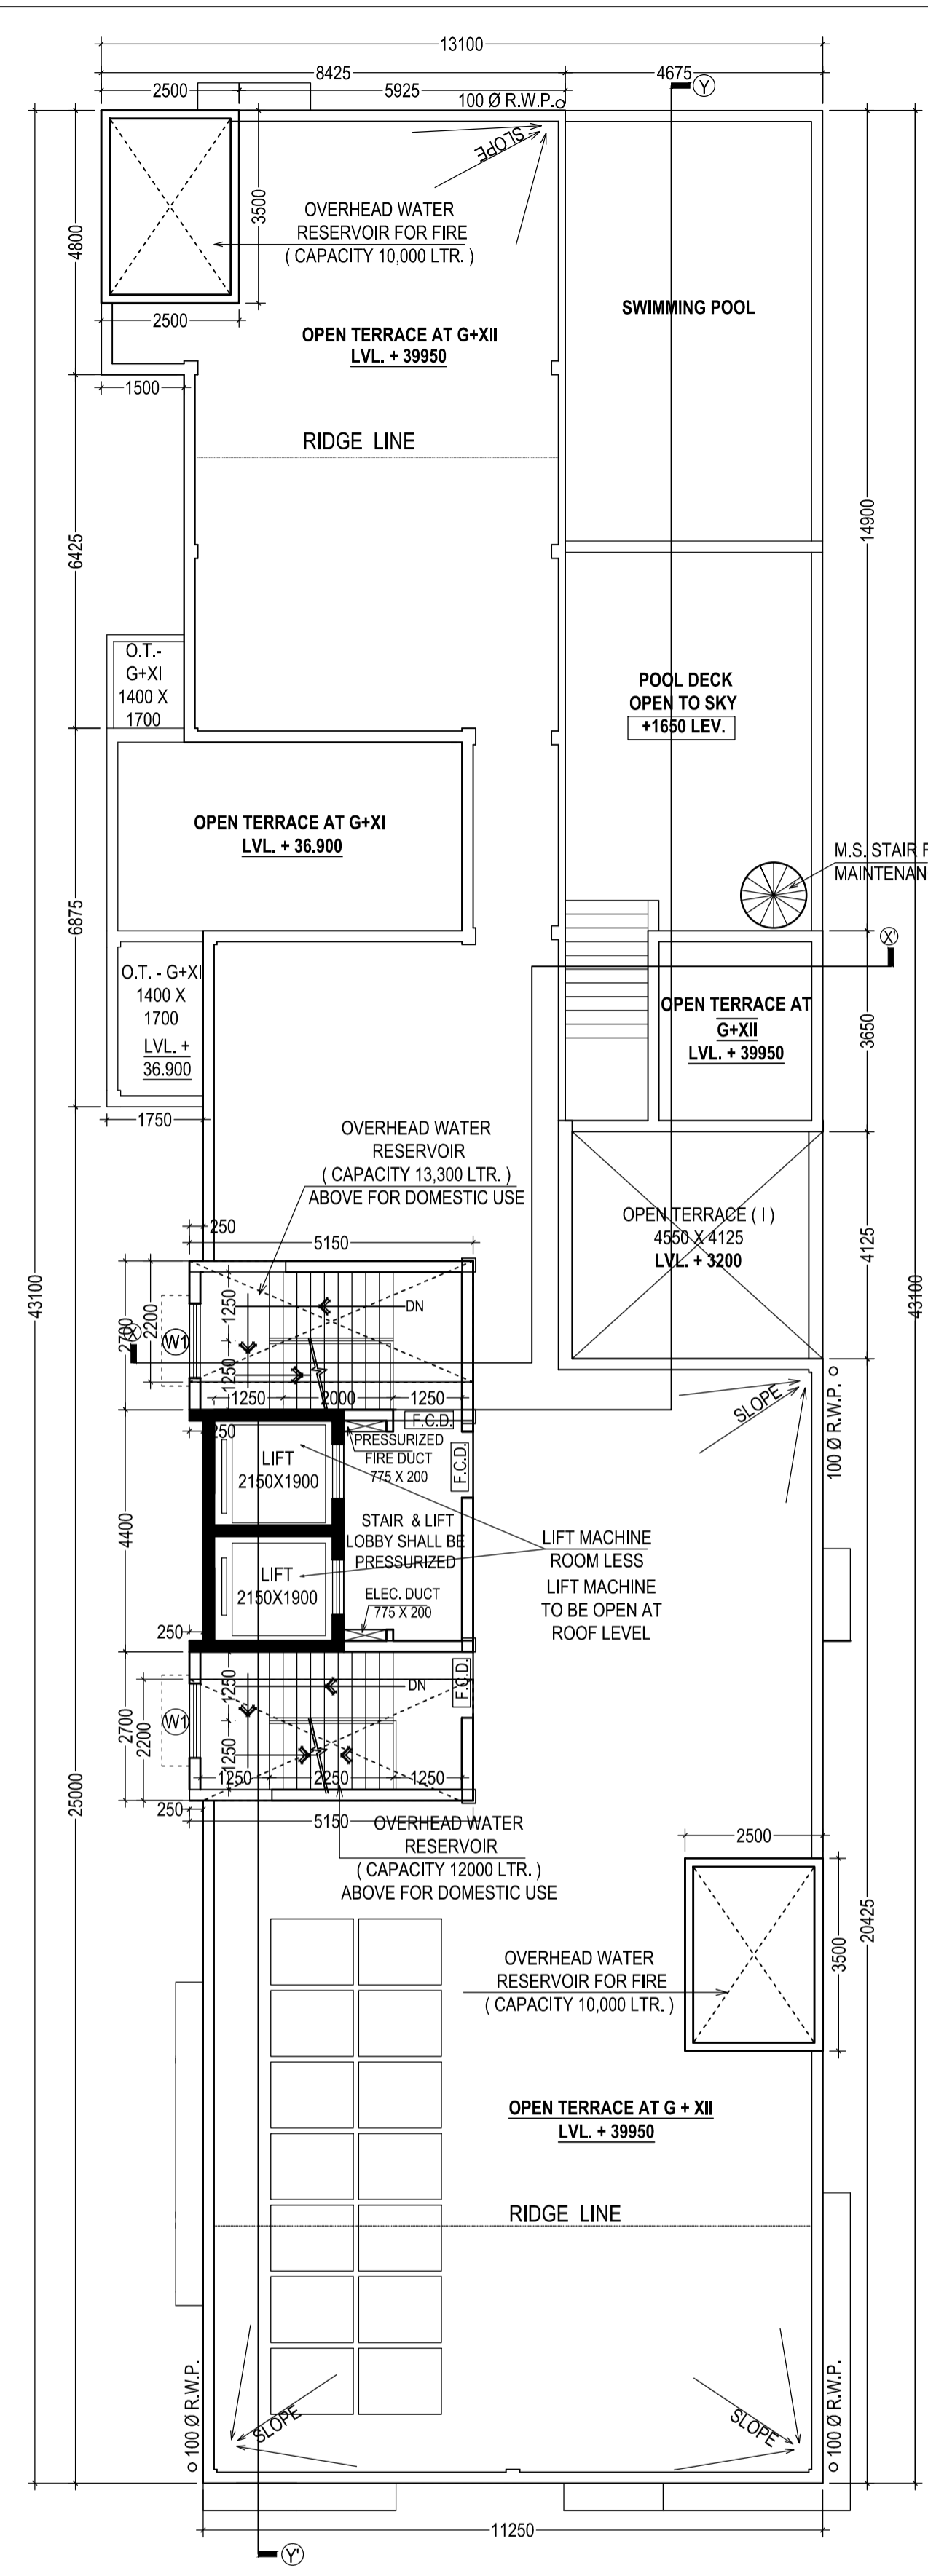 13100
8425
4675
2500
5925
100 Ø R.W.P.
Y
SLOPE
3500
4800
OVERHEAD WATER
RESERVOIR FOR FIRE
( CAPACITY 10,000 LTR. )
SWIMMING POOL
2500
OPEN TERRACE AT G+XII
LVL. + 39950
1500
RIDGE LINE
14900
6425
O.T.-
G+XI
1400 X
1700
POOL DECK
OPEN TO SKY
+1650 LEV.
OPEN TERRACE AT G+XI
LVL. + 36.900
M.S. STAIR F
MAINTENAN
6875
X'
O.T. - G+XI
1400 X
1700
LVL. +
36.900
OPEN TERRACE AT
G+XII
LVL. + 39950
3650
1750
OVERHEAD WATER
RESERVOIR
( CAPACITY 13,300 LTR. )
ABOVE FOR DOMESTIC USE
250
5150
OPEN TERRACE ( I )
4550 X 4125
LVL. + 3200
4125
43100
43100
2700
2200
X
W1
1250
1250
DN
1250
2000
1250
250
F.C.D.
F.C.D.
PRESSURIZED
FIRE DUCT
775 X 200
SLOPE
100 Ø R.W.P.
LIFT
2150X1900
4400
STAIR & LIFT
LOBBY SHALL BE
PRESSURIZED
LIFT
2150X1900
ELEC. DUCT
775 X 200
LIFT MACHINE
ROOM LESS
LIFT MACHINE
TO BE OPEN AT
ROOF LEVEL
250
2700
2200
W1
1250
1250
DN
F.C.D.
1250
2250
1250
250
5150
25000
OVERHEAD WATER
RESERVOIR
( CAPACITY 12000 LTR. )
ABOVE FOR DOMESTIC USE
2500
3500
20425
OVERHEAD WATER
RESERVOIR FOR FIRE
( CAPACITY 10,000 LTR. )
OPEN TERRACE AT G + XII
LVL. + 39950
RIDGE LINE
100 Ø R.W.P.
SLOPE
SLOPE
100 Ø R.W.P.
11250
Y'